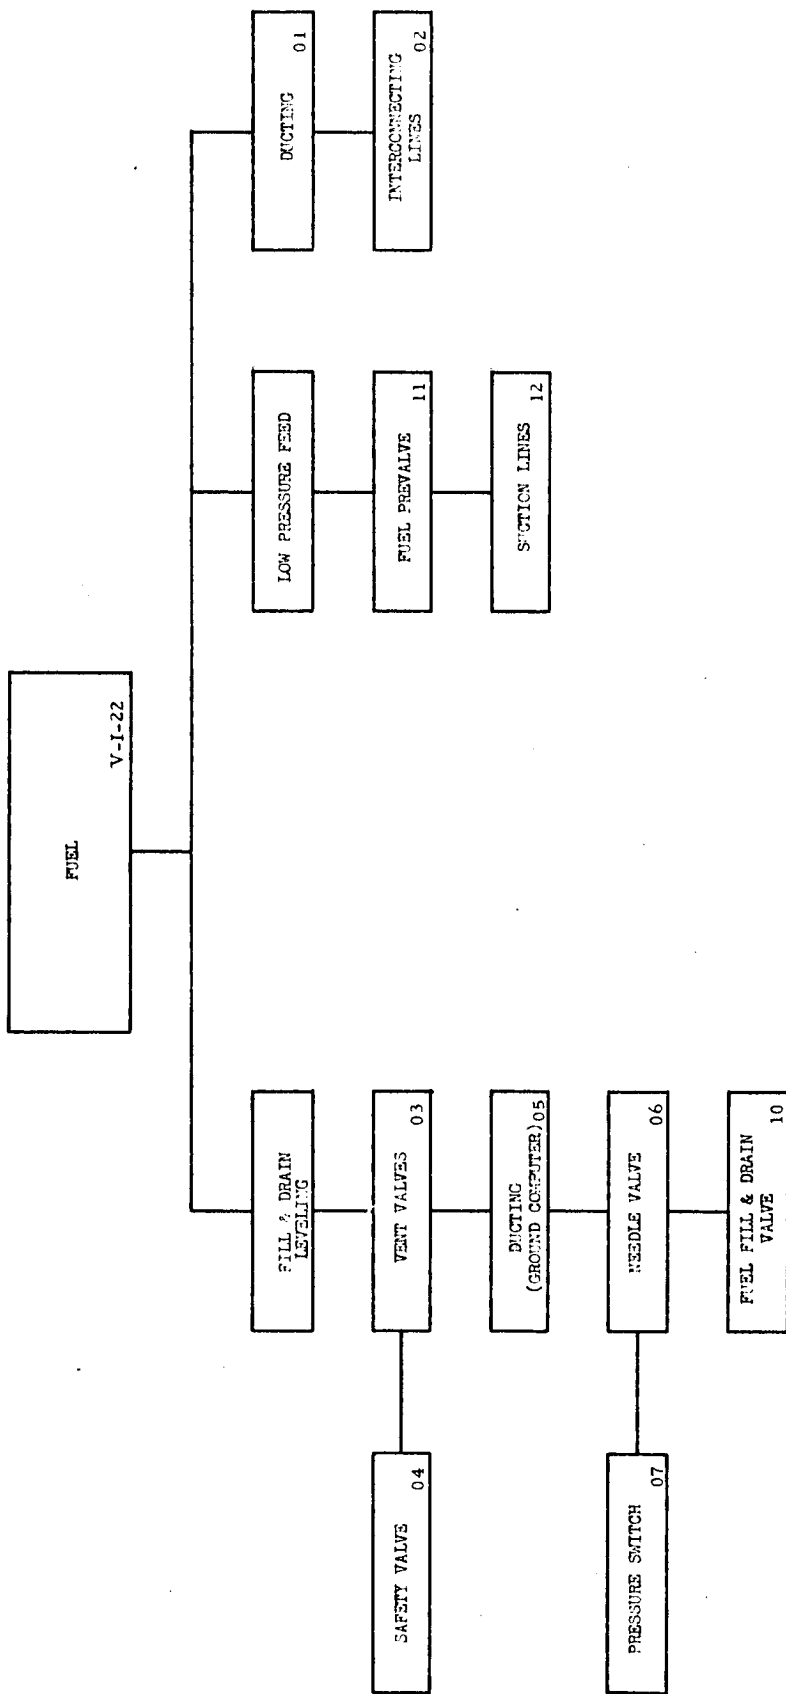 FUEL
V-I-22
FILL & DRAIN
LEVELING
LOW PRESSURE FEED
DUCTING
01
SAFETY VALVE
04
VENT VALVES
03
FUEL PREVALVE
11
INTERCONNECTING
LINES
02
DUCTING
(GROUND COMPUTER) 05
SUCTION LINES
12
PRESSURE SWITCH
07
NEEDLE VALVE
06
FUEL FILL & DRAIN
VALVE
10